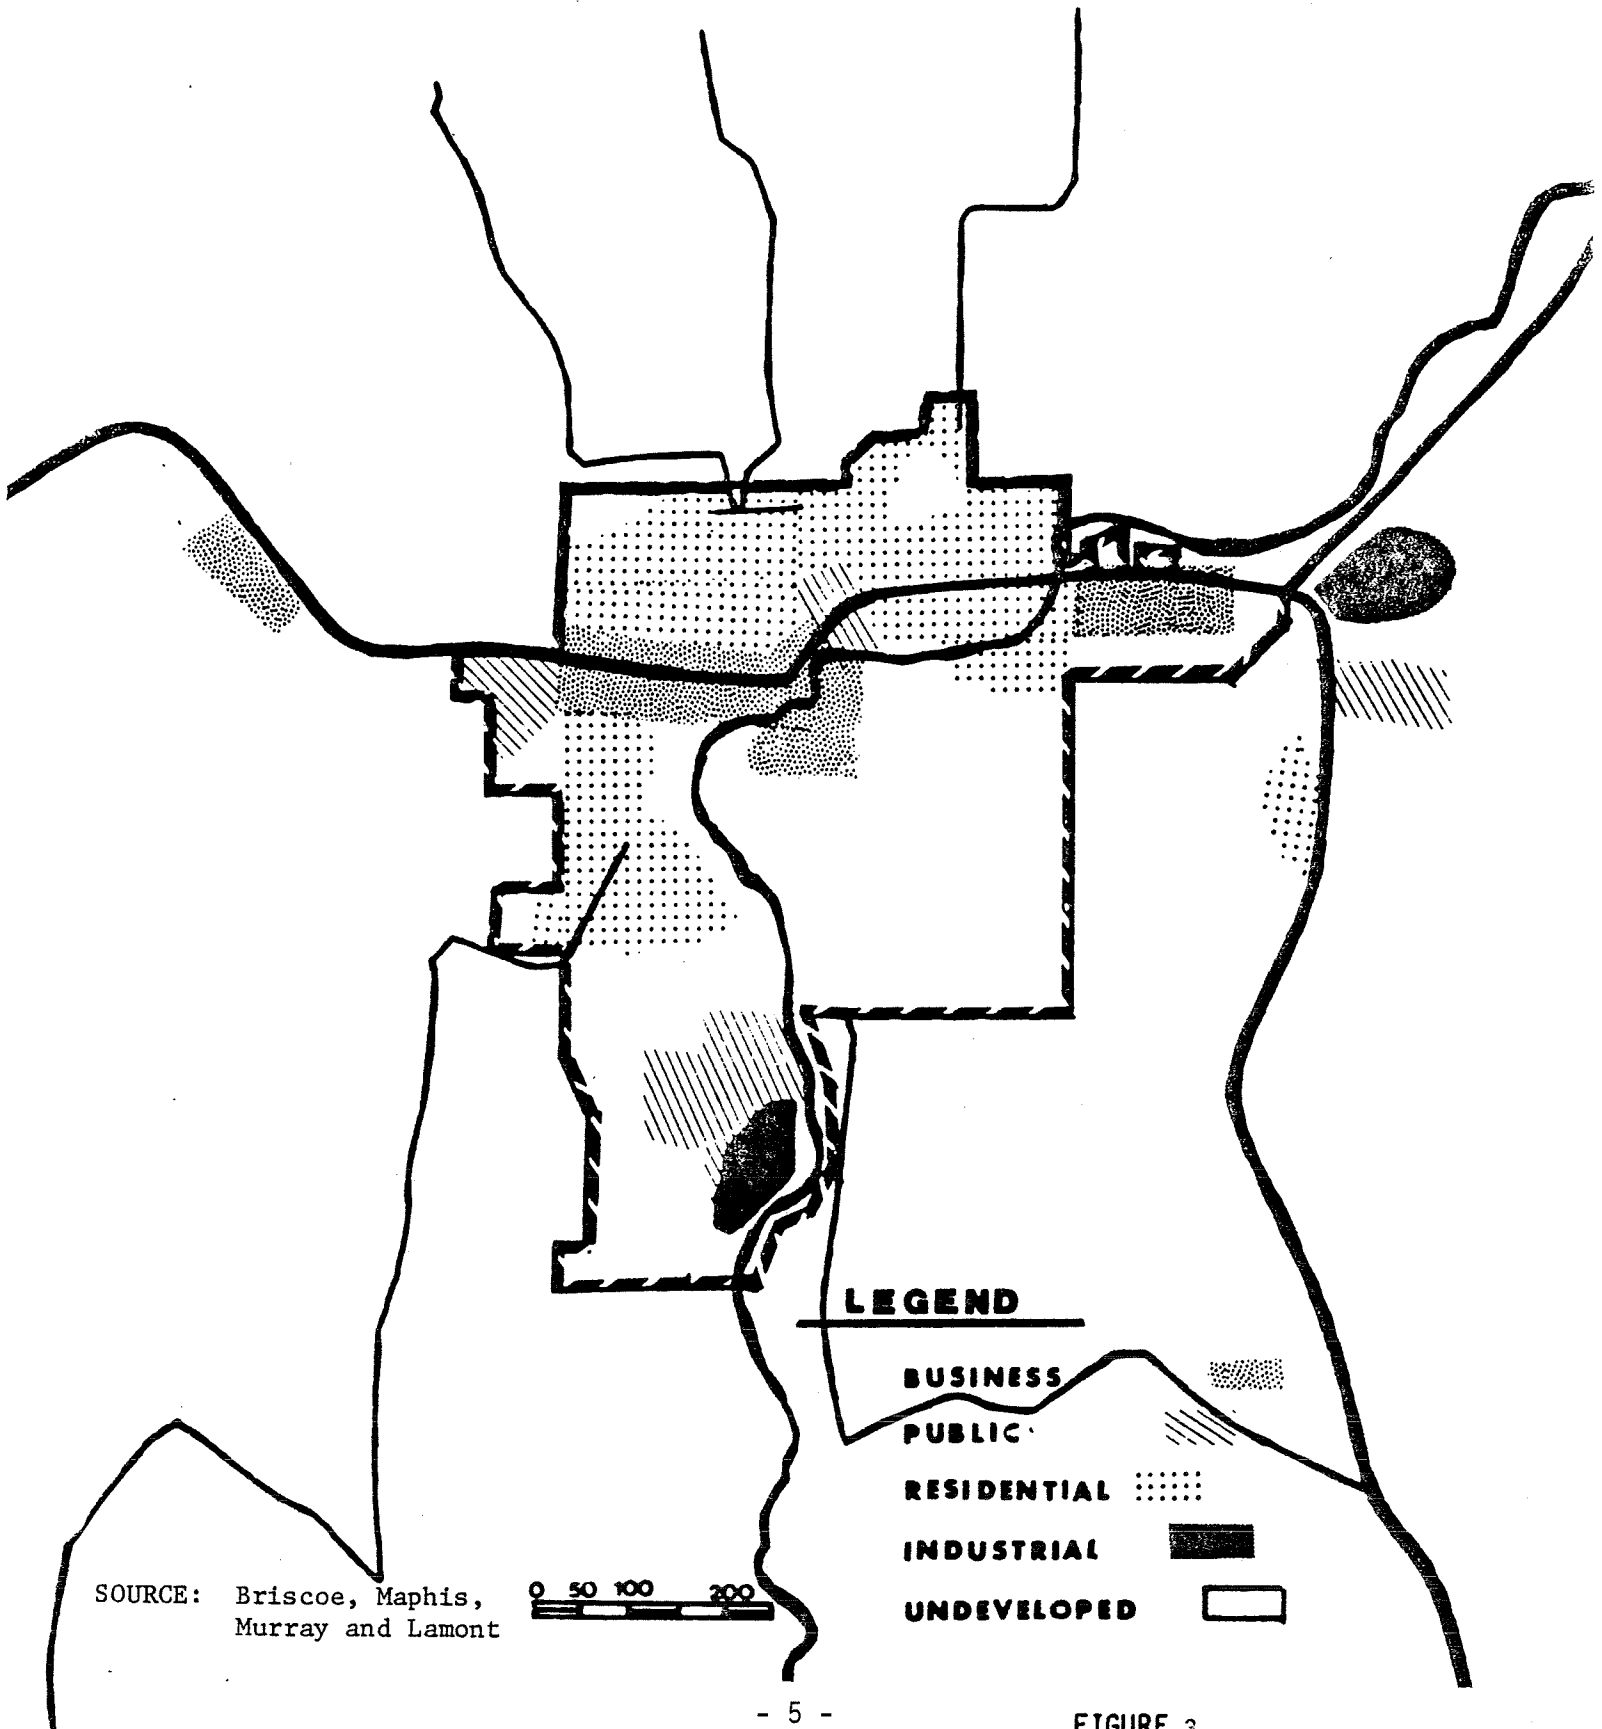 LEGEND
BUSINESS
PUBLIC
RESIDENTIAL
INDUSTRIAL
UNDEVELOPED
SOURCE: Briscoe, Maphis,
Murray and Lamont
0 50 100 200
- 5 -
FIGURE 3